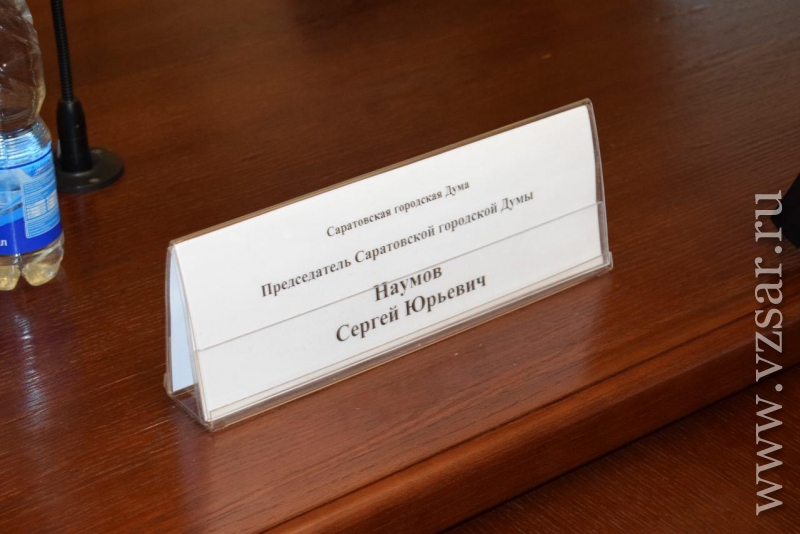 Саратовская городская Дума
Председатель Саратовской городской Думы
Наумов
Сергей Юрьевич
www.vzsar.ru